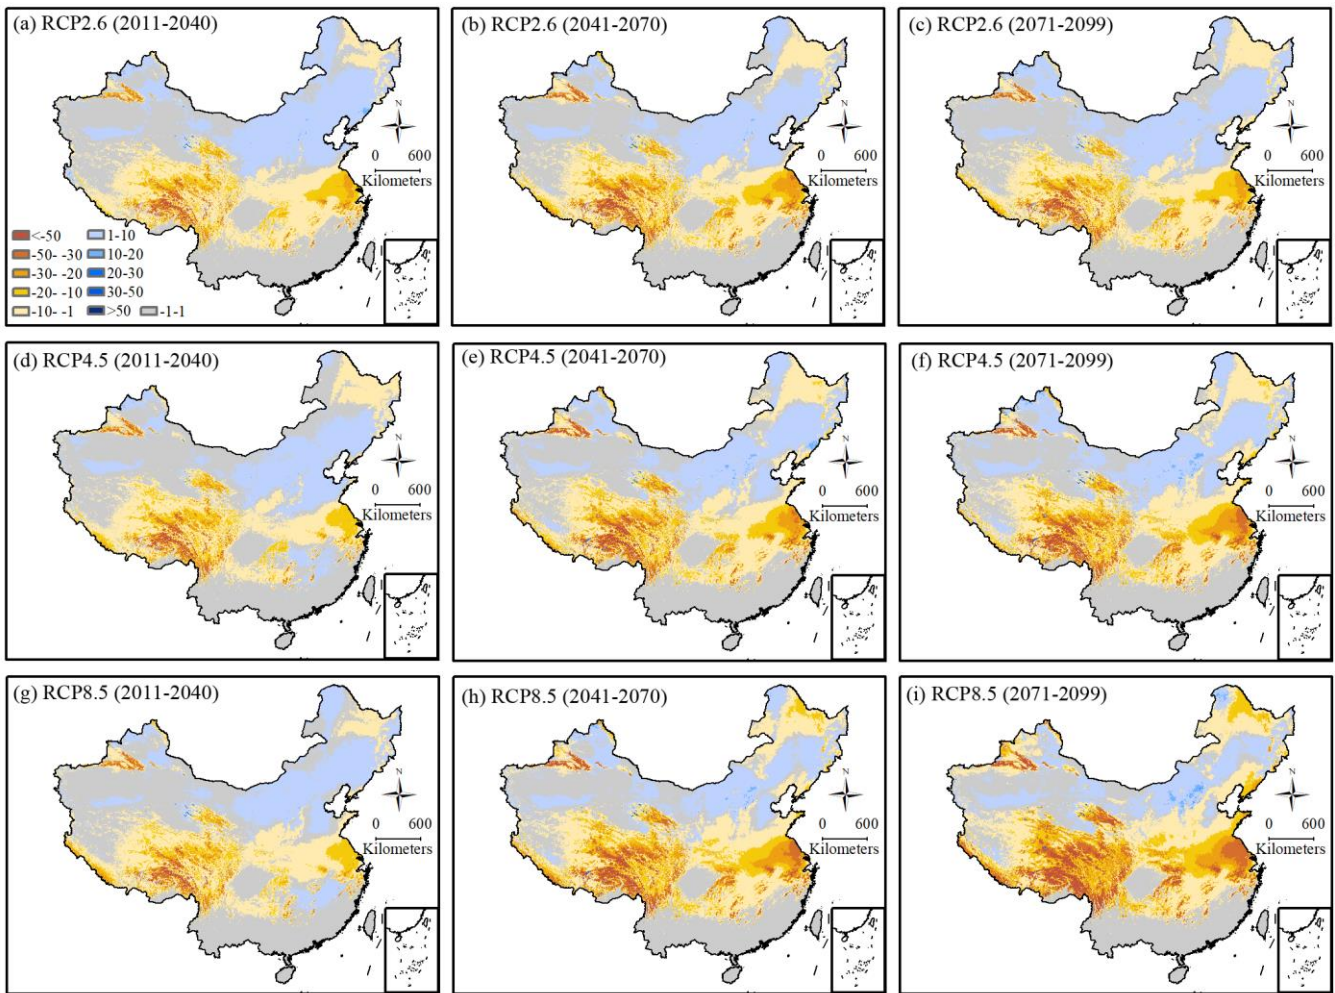 (a) RCP2.6 (2011-2040)
N
0 600
Kilometers
<-50 1-10
-50- -30 10-20
-30- -20 20-30
-20- -10 30-50
-10- -1 >50 -1-1
(b) RCP2.6 (2041-2070)
N
0 600
Kilometers
(c) RCP2.6 (2071-2099)
N
0 600
Kilometers
(d) RCP4.5 (2011-2040)
N
0 600
Kilometers
(e) RCP4.5 (2041-2070)
N
0 600
Kilometers
(f) RCP4.5 (2071-2099)
N
0 600
Kilometers
(g) RCP8.5 (2011-2040)
N
0 600
Kilometers
(h) RCP8.5 (2041-2070)
N
0 600
Kilometers
(i) RCP8.5 (2071-2099)
N
0 600
Kilometers